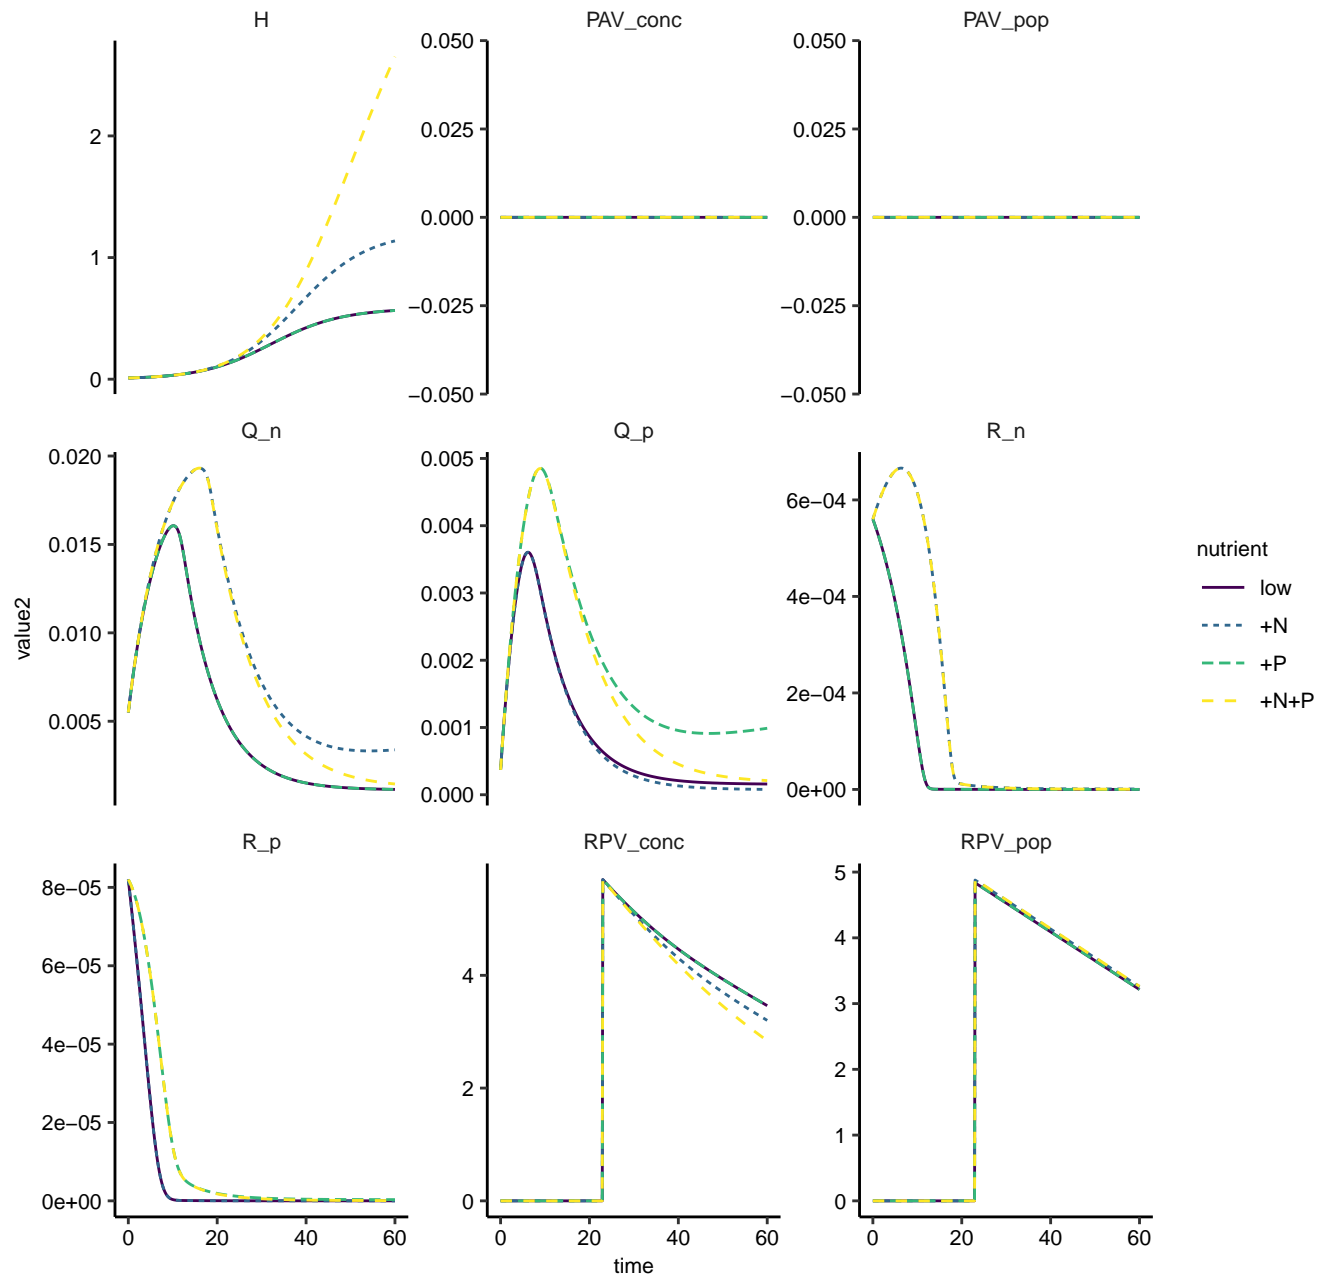 H
PAV_conc
PAV_pop
0
1
2
−0.050
−0.025
0.000
0.025
0.050
−0.050
−0.025
0.000
0.025
0.050
Q_n
Q_p
R_n
0.005
0.010
0.015
0.020
0.000
0.001
0.002
0.003
0.004
0.005
0e+00
2e−04
4e−04
6e−04
R_p
RPV_conc
RPV_pop
0e+00
2e−05
4e−05
6e−05
8e−05
0
2
4
0
1
2
3
4
5
0 20 40 60
0 20 40 60
0 20 40 60
time
value2
nutrient
low
+N
+P
+N+P